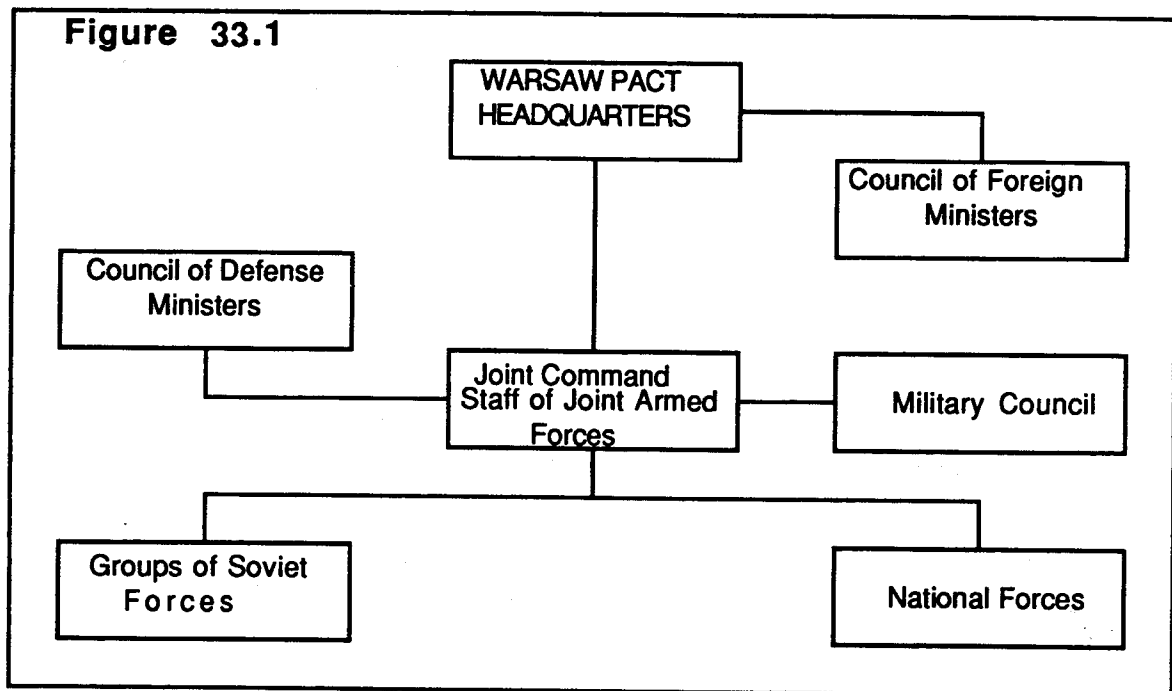 Figure 33.1
WARSAW PACT
HEADQUARTERS
Council of Foreign
Ministers
Council of Defense
Ministers
Joint Command
Staff of Joint Armed
Forces
Military Council
Groups of Soviet
Forces
National Forces